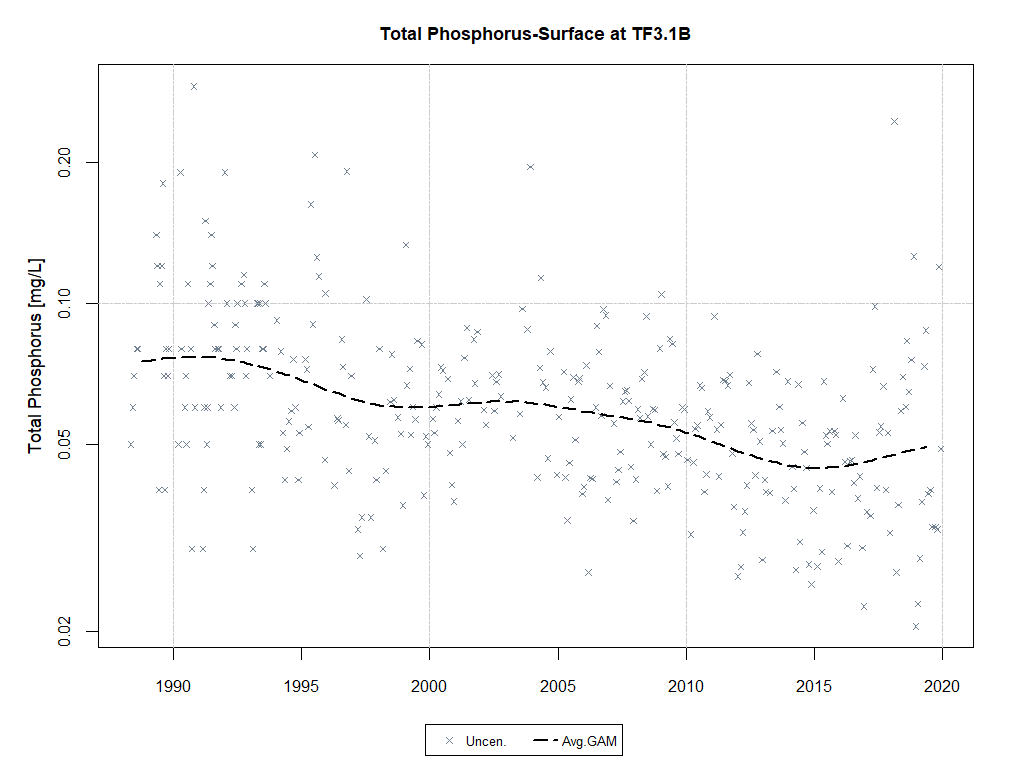 Total Phosphorus-Surface at TF3.1B
Total Phosphorus [mg/L]
0.20
0.10
0.05
0.02
1990 1995 2000 2005 2010 2015 2020
Uncen. Avg.GAM